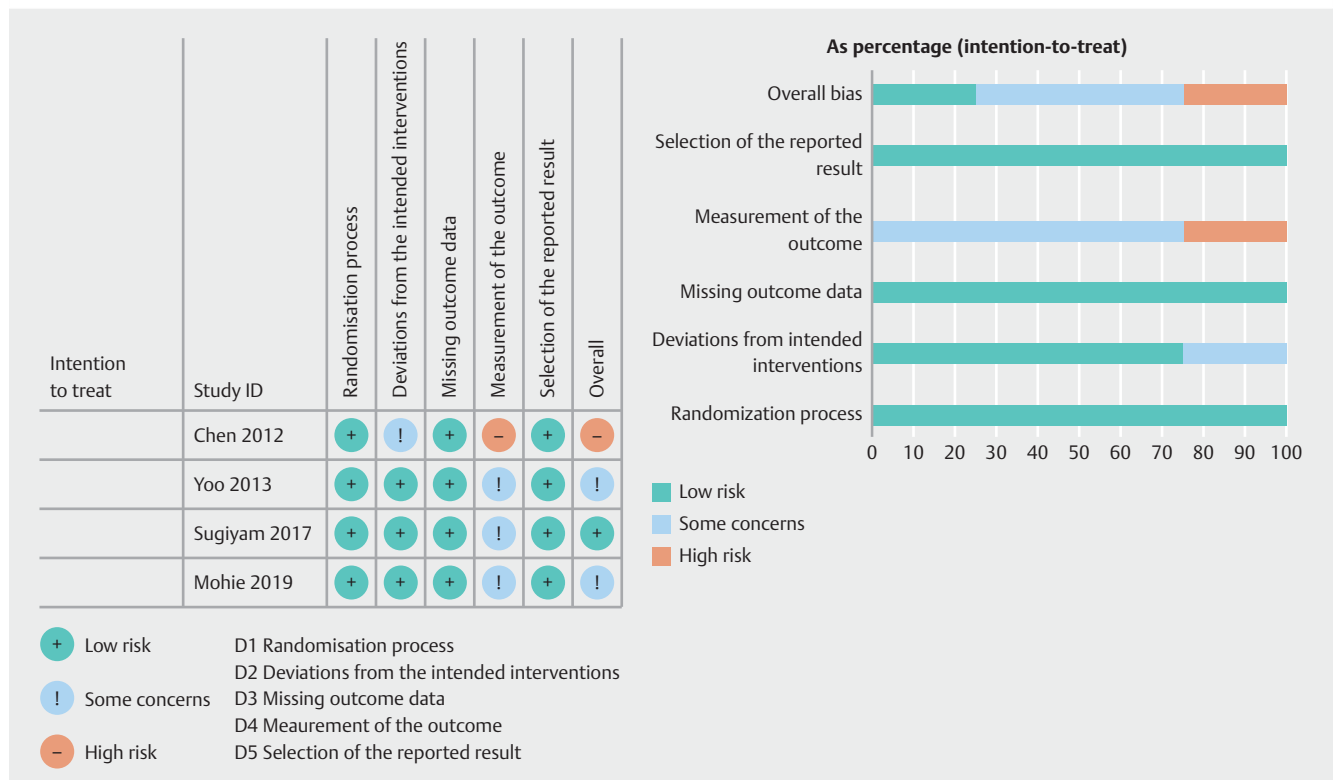 Intention
to treat
Study ID
Randomisation process
Deviations from the intended interventions
Missing outcome data
Measurement of the outcome
Selection of the reported result
Overall
Chen 2012
+ ! + – + –
Yoo 2013
+ + + ! + !
Sugiyam 2017
+ + + ! + +
Mohie 2019
+ + + ! + !
+ Low risk
! Some concerns
– High risk
D1 Randomisation process
D2 Deviations from the intended interventions
D3 Missing outcome data
D4 Meaurement of the outcome
D5 Selection of the reported result
As percentage (intention-to-treat)
Overall bias
Selection of the reported
result
Measurement of the
outcome
Missing outcome data
Deviations from intended
interventions
Randomization process
0 10 20 30 40 50 60 70 80 90 100
Low risk
Some concerns
High risk